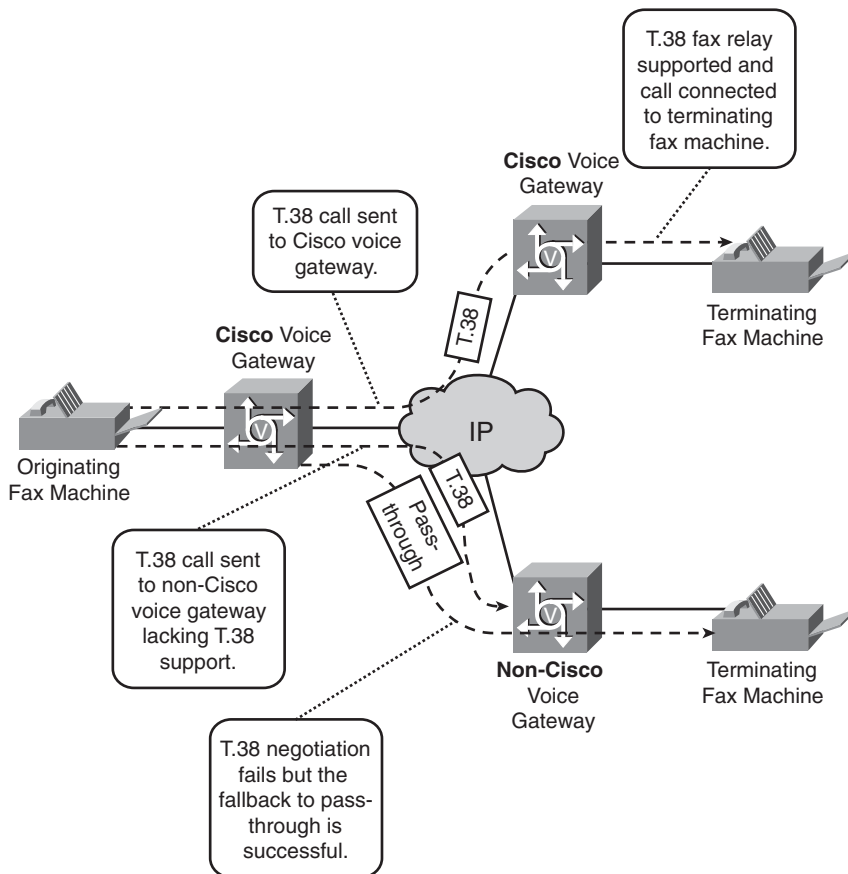 T.38 fax relay
supported and
call connected
to terminating
fax machine.
Cisco Voice
Gateway
V
T.38 call sent
to Cisco voice
gateway.
T.38
Terminating
Fax Machine
Cisco Voice
Gateway
V
IP
Originating
Fax Machine
T.38
Pass-
through
T.38 call sent
to non-Cisco
voice gateway
lacking T.38
support.
V
Non-Cisco
Voice
Gateway
Terminating
Fax Machine
T.38 negotiation
fails but the
fallback to pass-
through is
successful.